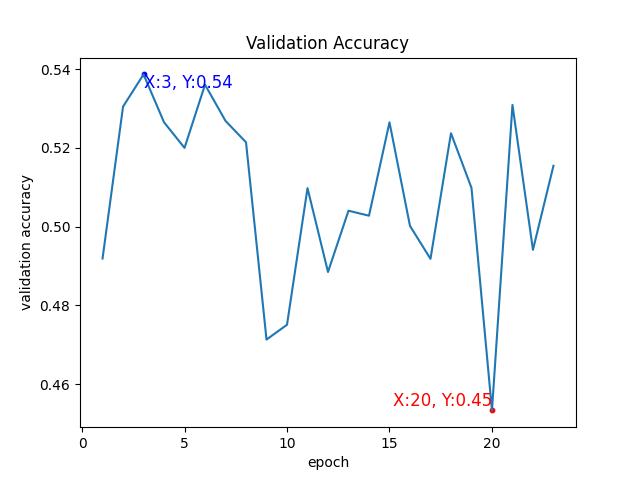 Validation Accuracy
0.54
X:3, Y:0.54
0.52
0.50
validation accuracy
0.48
0.46
X:20, Y:0.45
0 5 10 15 20
epoch